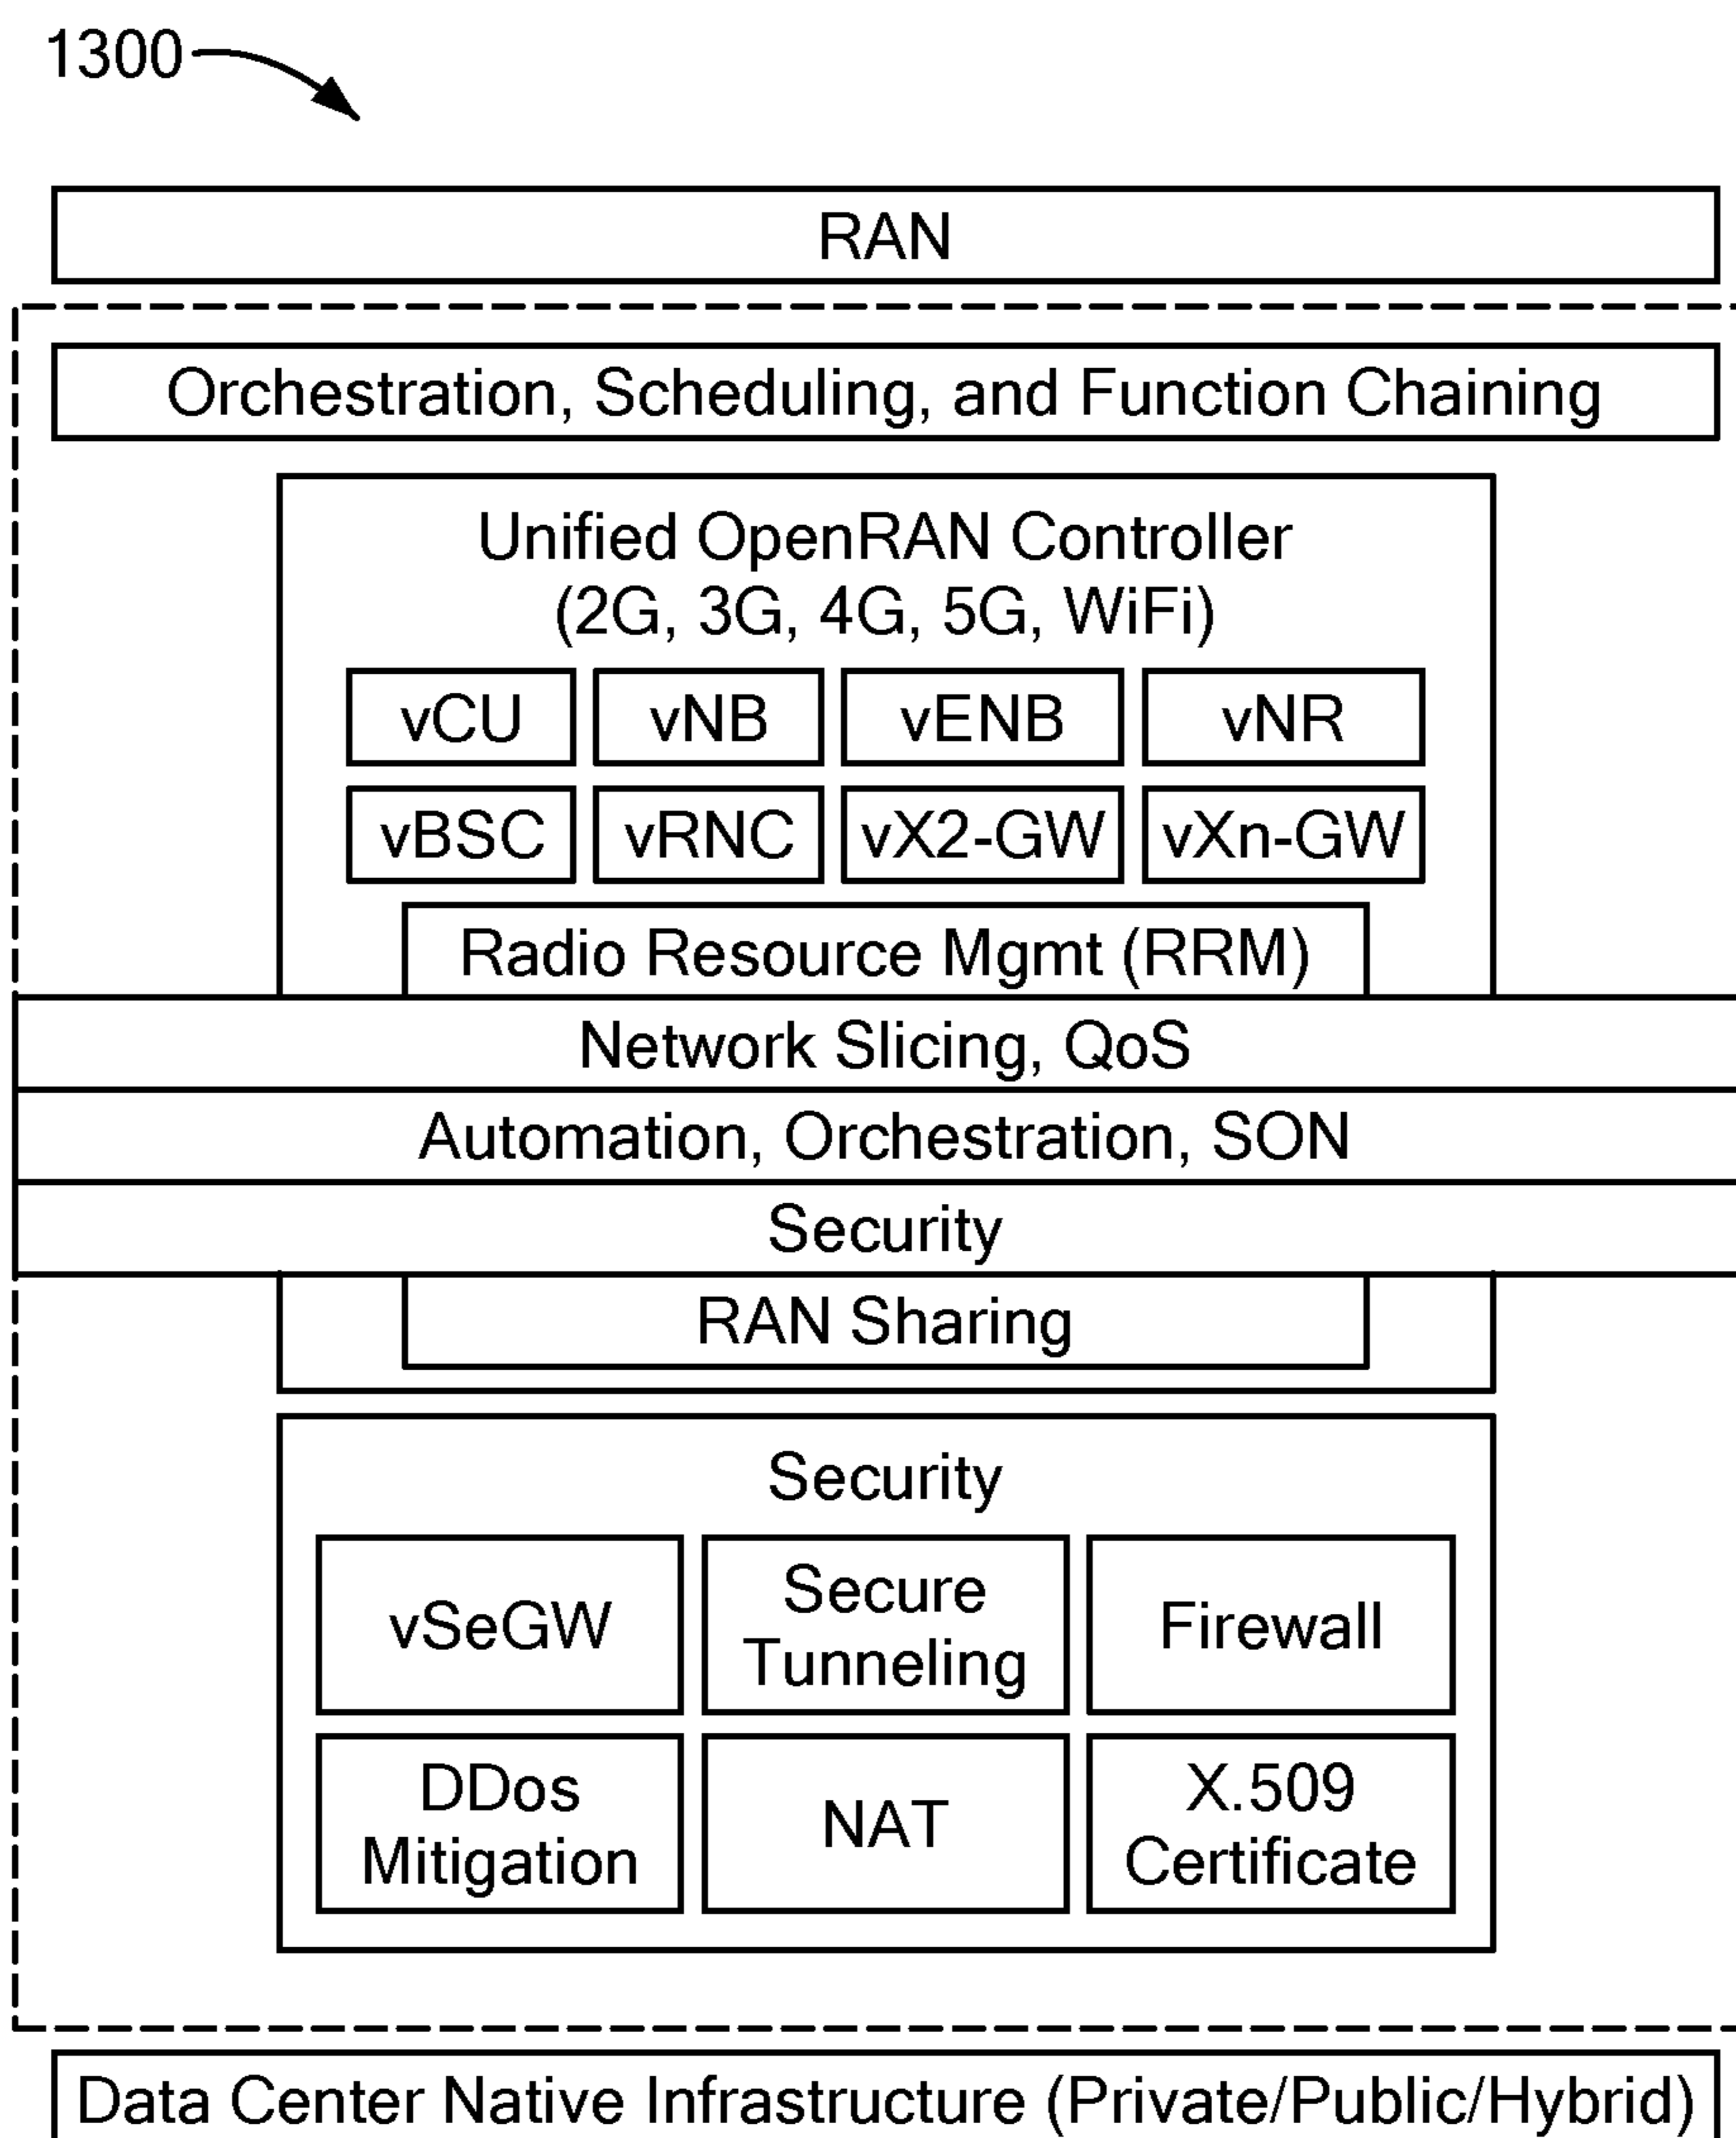 1300
RAN
Orchestration, Scheduling, and Function Chaining
Unified OpenRAN Controller
(2G, 3G, 4G, 5G, WiFi)
vCU vNB vENB vNR
vBSC vRNC vX2-GW vXn-GW
Radio Resource Mgmt (RRM)
Network Slicing, QoS
Automation, Orchestration, SON
Security
RAN Sharing
Security
vSeGW
Secure
Tunneling
Firewall
DDos
Mitigation
NAT
X.509
Certificate
Data Center Native Infrastructure (Private/Public/Hybrid)